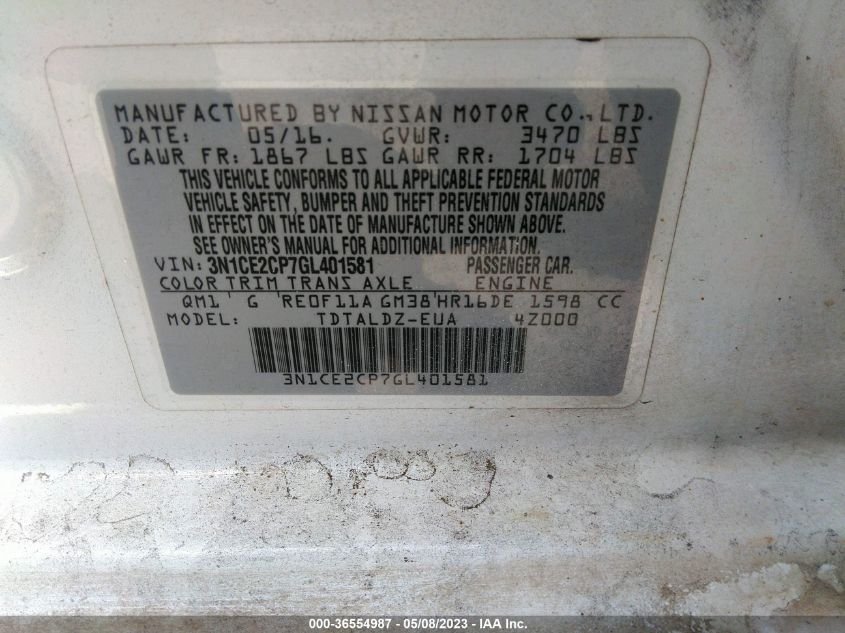 MANUFACTURED BY NISSAN MOTOR CO.,LTD.
DATE: 05/16. GVWR: 3470 LBS
GAWR FR: 1867 LBS GAWR RR: 1704 LBS
THIS VEHICLE CONFORMS TO ALL APPLICABLE FEDERAL MOTOR
VEHICLE SAFETY, BUMPER AND THEFT PREVENTION STANDARDS
IN EFFECT ON THE DATE OF MANUFACTURE SHOWN ABOVE.
SEE OWNER'S MANUAL FOR ADDITIONAL INFORMATION.
VIN: 3N1CE2CP7GL401581 PASSENGER CAR.
COLOR TRIM TRANS AXLE ENGINE
QM1' G 'RE0F11A GM38'HR16DE 1598 CC
MODEL: TDTALDZ-EUA 4Z000
3N1CE2CP7GL401581
000-36554987 - 05/08/2023 - IAA Inc.